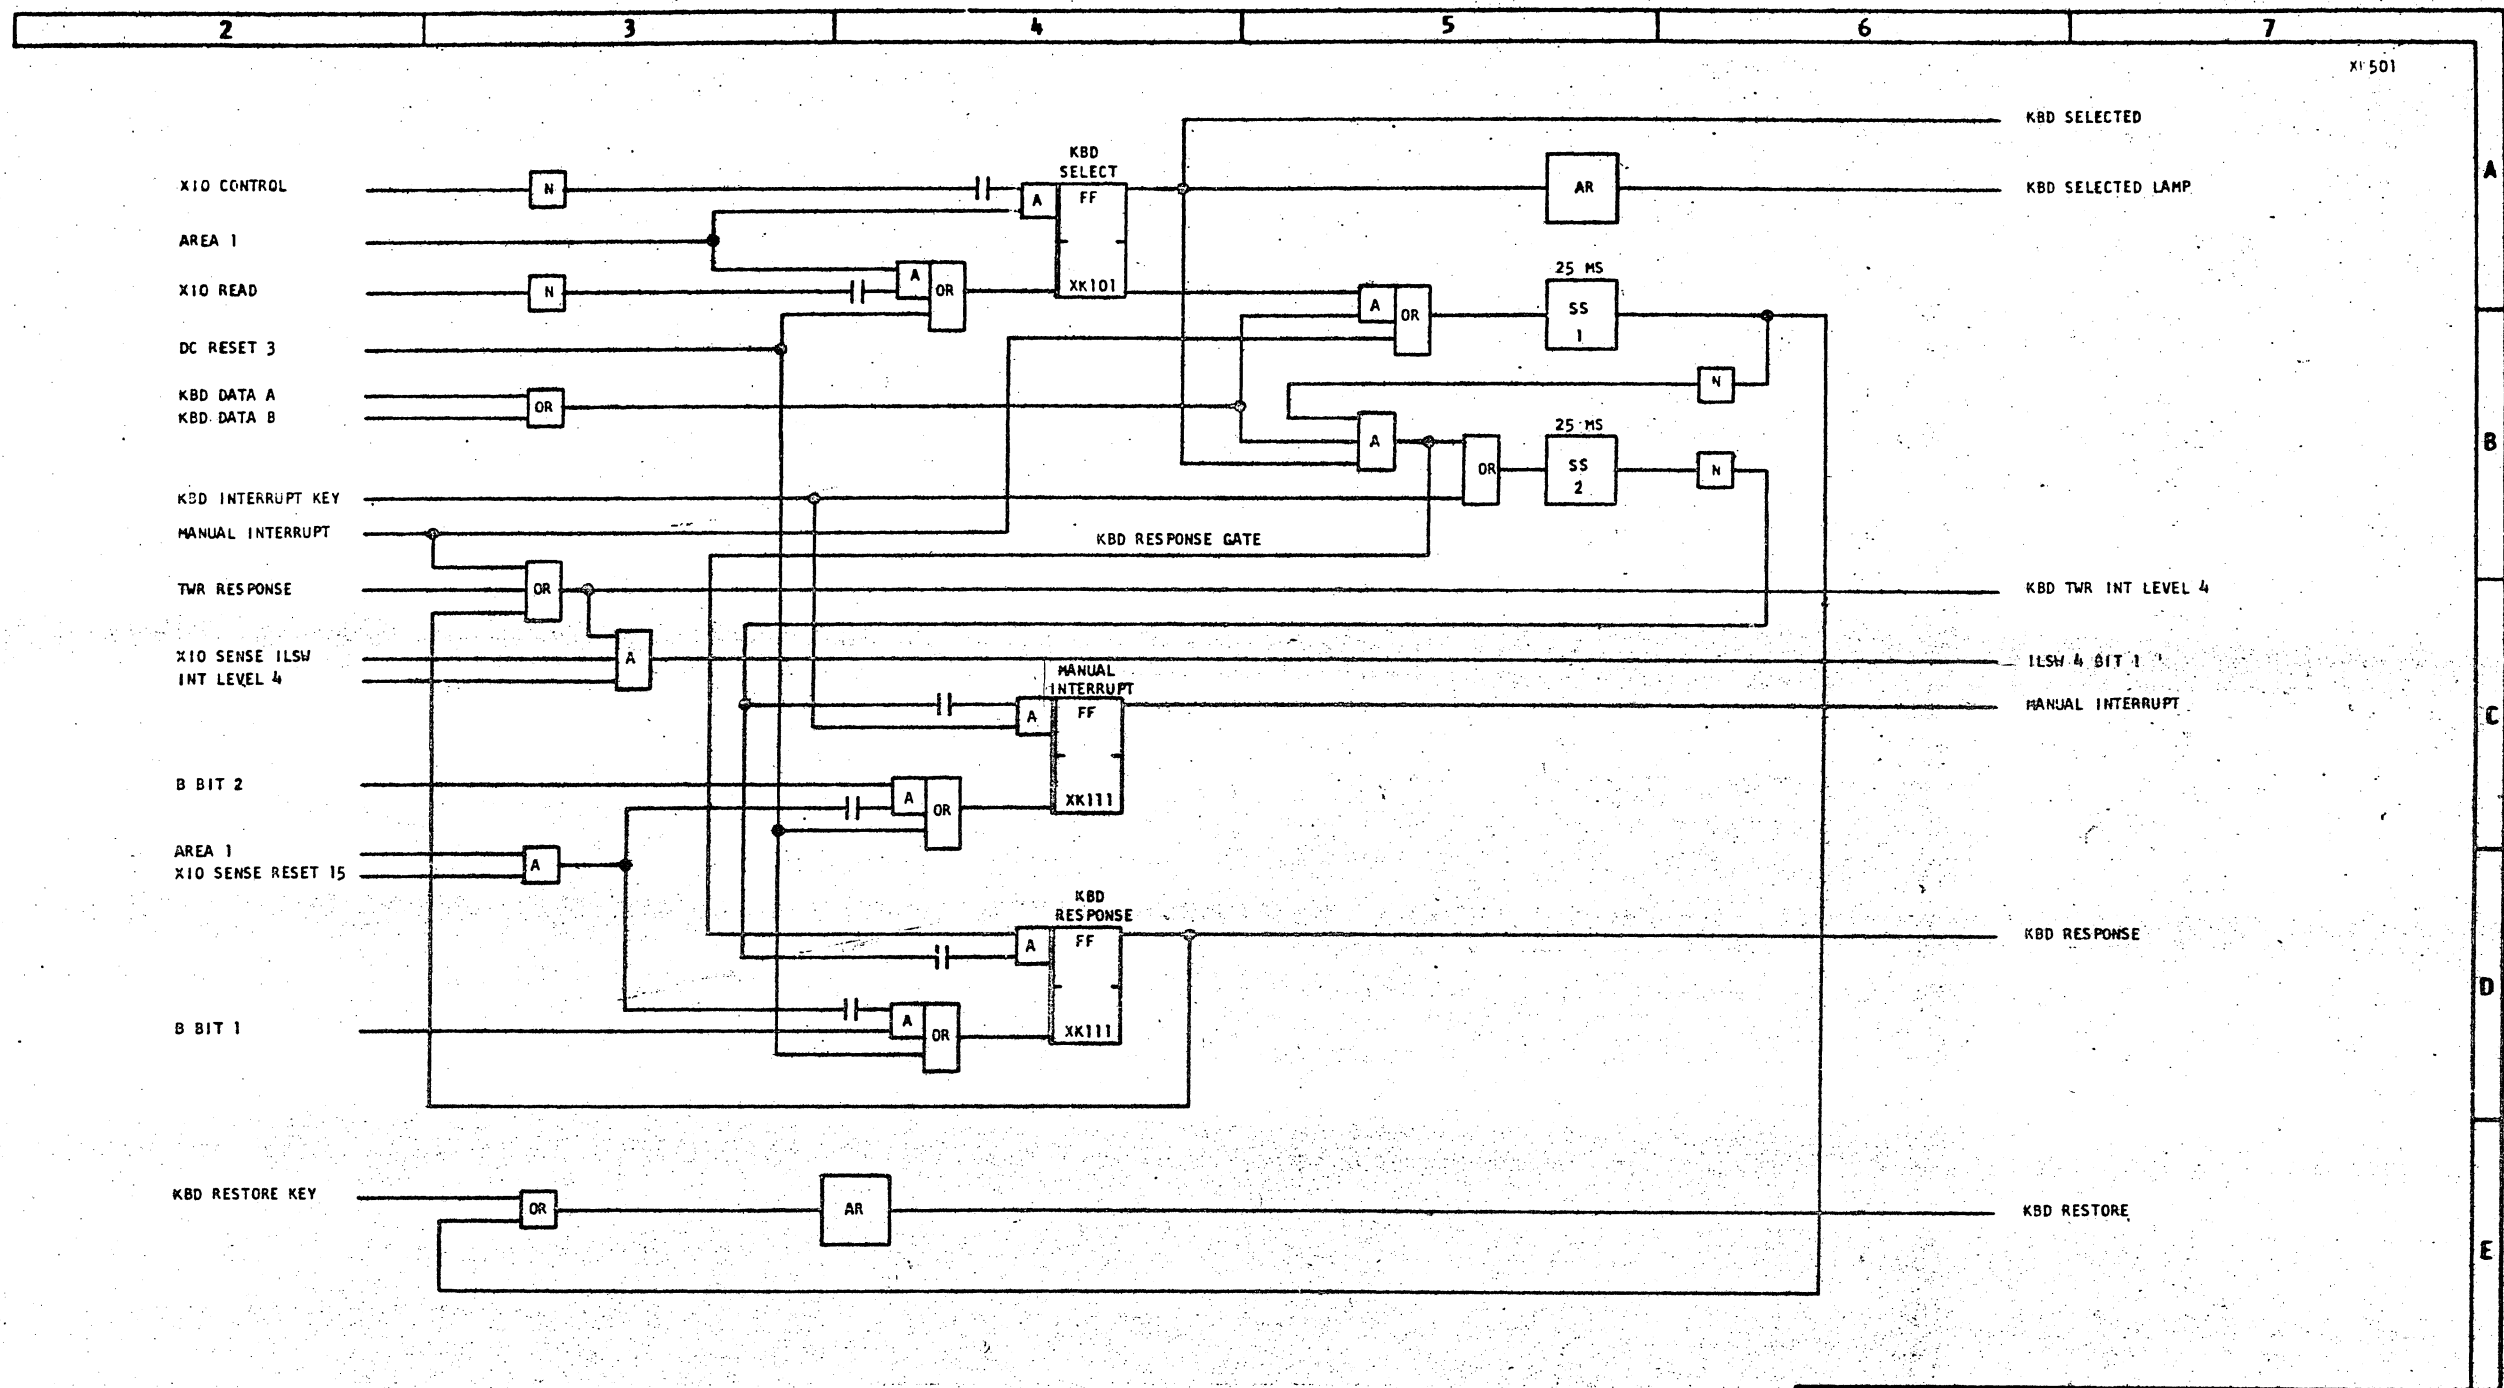 2 3 4 5 6 7
501
KBD SELECTED
KBD
SELECT
A
XIO CONTROL
N
A
FF
AR
KBD SELECTED LAMP
AREA 1
25 MS
XIO READ
N
A
OR
XK101
A
OR
SS
1
DC RESET 3
N
KBD DATA A
OR
KBD DATA B
25 MS
A
B
OR
SS
2
N
KBD INTERRUPT KEY
MANUAL INTERRUPT
KBD RESPONSE GATE
TWR RESPONSE
OR
KBD TWR INT LEVEL 4
XIO SENSE ILSW
A
ILSW 4 BIT 1
INT LEVEL 4
MANUAL
INTERRUPT
A
FF
MANUAL INTERRUPT
C
B BIT 2
A
OR
XK111
AREA 1
A
XIO SENSE RESET 15
KBD
RESPONSE
A
FF
KBD RESPONSE
D
B BIT 1
A
OR
XK111
KBD RESTORE KEY
OR
AR
KBD RESTORE
E